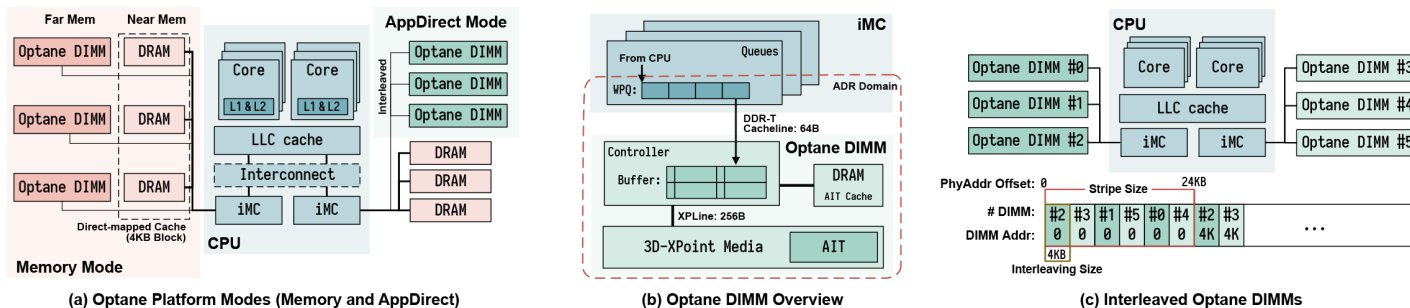 Far Mem
Near Mem
Optane DIMM
DRAM
Optane DIMM
DRAM
Optane DIMM
DRAM
Direct-mapped Cache
(4KB Block)
Memory Mode
Core
Core
L1 & L2
L1 & L2
LLC cache
Interconnect
iMC
iMC
CPU
AppDirect Mode
Interleaved
Optane DIMM
Optane DIMM
Optane DIMM
DRAM
DRAM
DRAM
(a) Optane Platform Modes (Memory and AppDirect)
iMC
Queues
From CPU
WPQ:
ADR Domain
DDR-T
Cacheline: 64B
Optane DIMM
Controller
Buffer:
DRAM
AIT Cache
XPLine: 256B
3D-XPoint Media
AIT
(b) Optane DIMM Overview
CPU
Optane DIMM #0
Optane DIMM #1
Optane DIMM #2
Core
Core
LLC cache
iMC
iMC
Optane DIMM #3
Optane DIMM #4
Optane DIMM #5
PhyAddr Offset: 0 24KB
Stripe Size
# DIMM: #2 #3 #1 #5 #0 #4 #2 #3
DIMM Addr: 0 0 0 0 0 0 4K 4K
...
4KB
Interleaving Size
(c) Interleaved Optane DIMMs